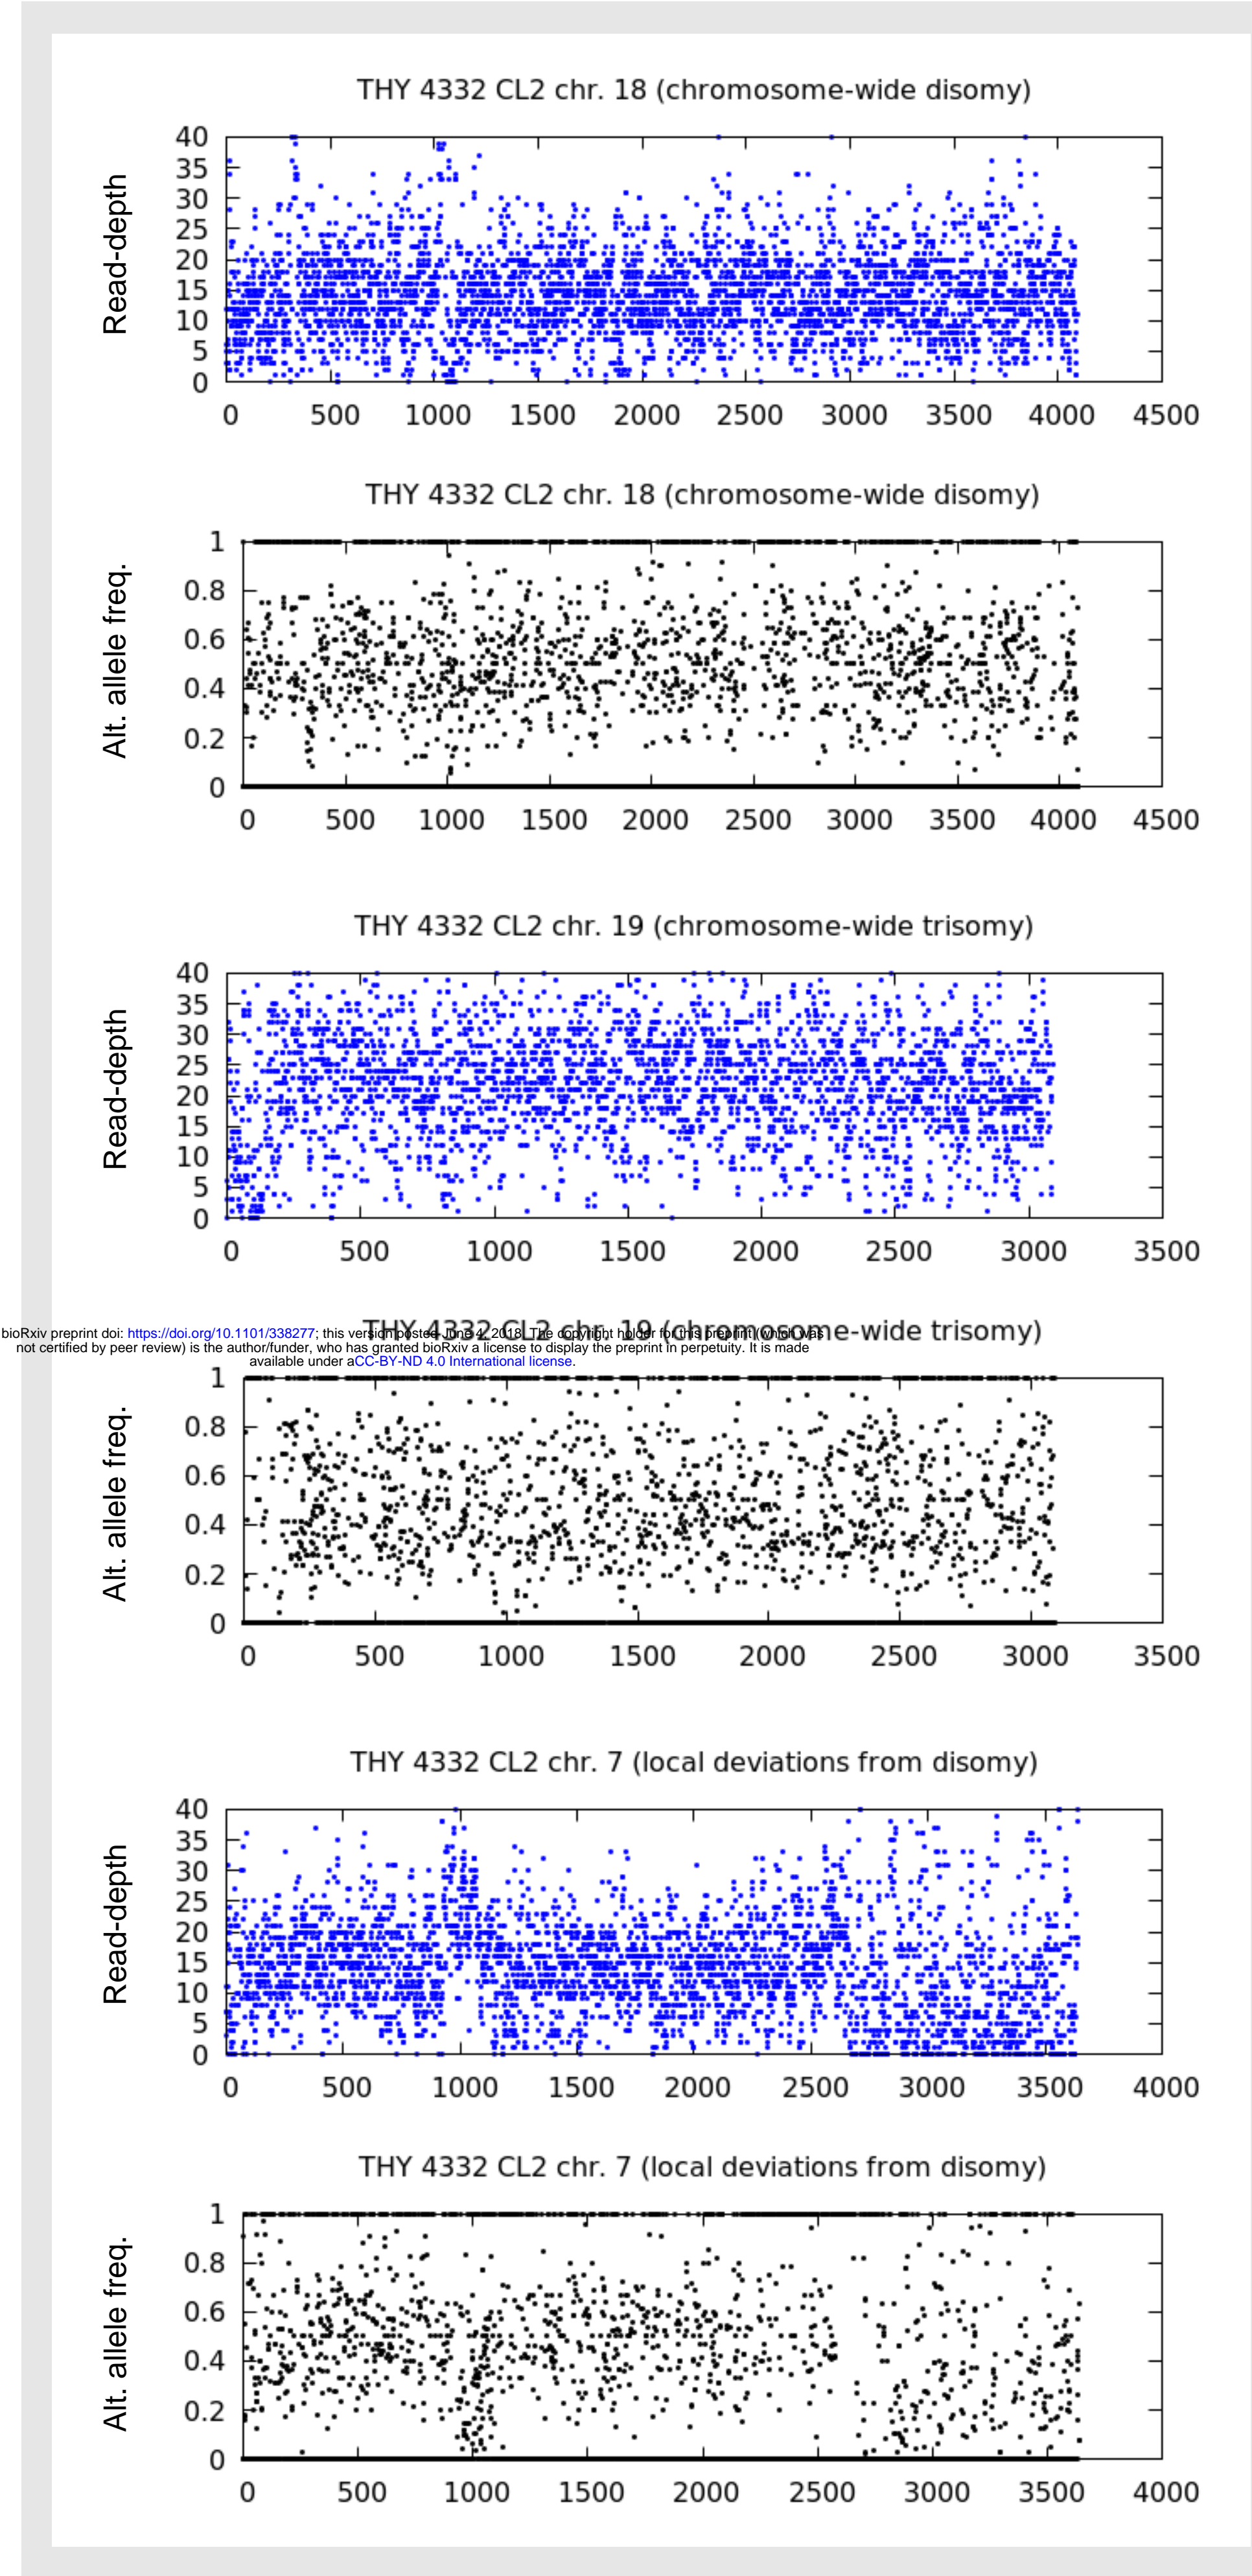 THY 4332 CL2 chr. 18 (chromosome-wide disomy)
Read-depth
40
35
30
25
20
15
10
5
0
0 500 1000 1500 2000 2500 3000 3500 4000 4500
THY 4332 CL2 chr. 18 (chromosome-wide disomy)
Alt. allele freq.
1
0.8
0.6
0.4
0.2
0
0 500 1000 1500 2000 2500 3000 3500 4000 4500
THY 4332 CL2 chr. 19 (chromosome-wide trisomy)
Read-depth
40
35
30
25
20
15
10
5
0
0 500 1000 1500 2000 2500 3000 3500
THY 4332 CL2 chr. 19 (chromosome-wide trisomy)
bioRxiv preprint doi: https://doi.org/10.1101/338277; this version posted June 4, 2018. The copyright holder for this preprint (which was
not certified by peer review) is the author/funder, who has granted bioRxiv a license to display the preprint in perpetuity. It is made
available under aCC-BY-ND 4.0 International license.
Alt. allele freq.
1
0.8
0.6
0.4
0.2
0
0 500 1000 1500 2000 2500 3000 3500
THY 4332 CL2 chr. 7 (local deviations from disomy)
Read-depth
40
35
30
25
20
15
10
5
0
0 500 1000 1500 2000 2500 3000 3500 4000
THY 4332 CL2 chr. 7 (local deviations from disomy)
Alt. allele freq.
1
0.8
0.6
0.4
0.2
0
0 500 1000 1500 2000 2500 3000 3500 4000